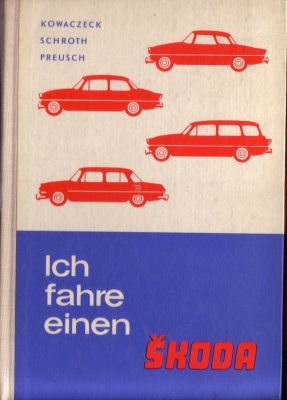 KOWACZECK
SCHROTH
PREUSCH
Ich
fahre
einen
ŠKODA